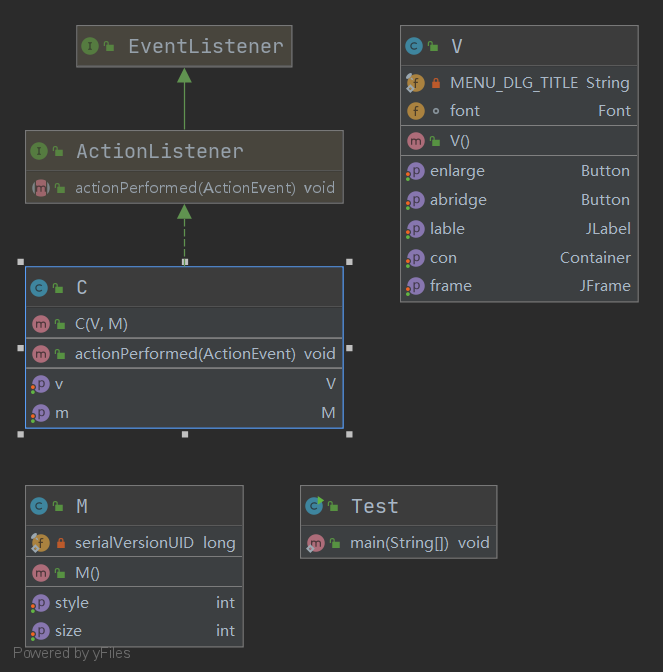 EventListener
ActionListener
actionPerformed(ActionEvent) void
C
C(V, M)
actionPerformed(ActionEvent) void
v V
m M
V
MENU_DLG_TITLE String
font Font
V()
enlarge Button
abridge Button
lable JLabel
con Container
frame JFrame
M
serialVersionUID long
M()
style int
size int
Test
main(String[]) void
Powered by yFiles